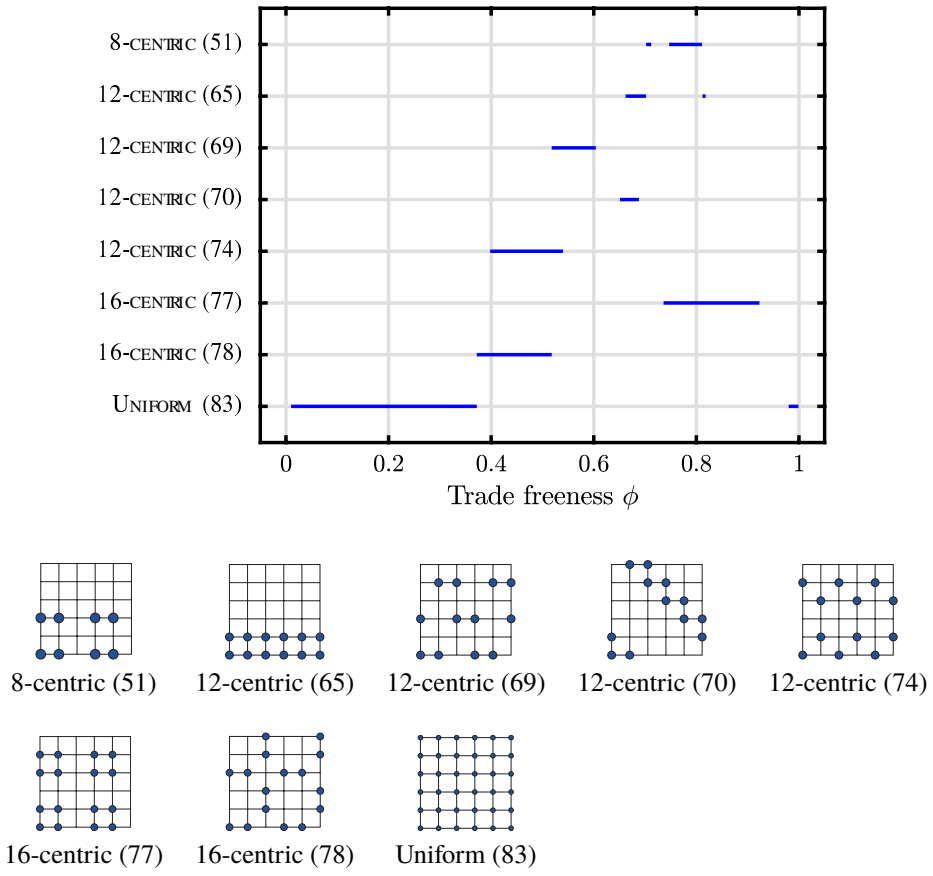 8-CENTRIC (51)
12-CENTRIC (65)
12-CENTRIC (69)
12-CENTRIC (70)
12-CENTRIC (74)
16-CENTRIC (77)
16-CENTRIC (78)
UNIFORM (83)
0 0.2 0.4 0.6 0.8 1
Trade freeness ϕ
8-centric (51) 12-centric (65) 12-centric (69) 12-centric (70) 12-centric (74)
16-centric (77) 16-centric (78) Uniform (83)